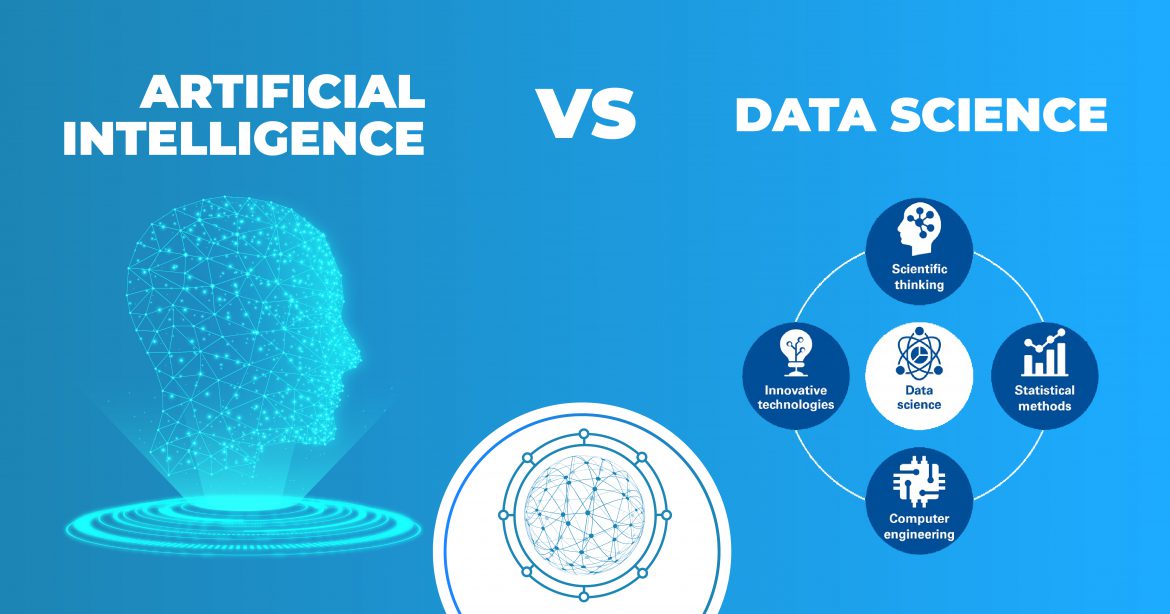 ARTIFICIAL
INTELLIGENCE
VS
DATA SCIENCE
Scientific
thinking
Innovative
technologies
Data
science
Statistical
methods
Computer
engineering